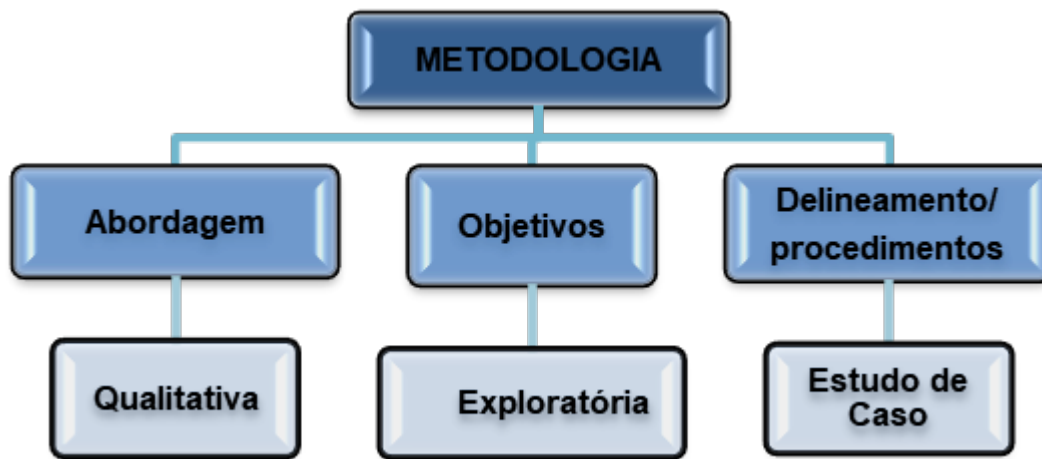 METODOLOGIA
Abordagem
Objetivos
Delineamento/
procedimentos
Qualitativa
Exploratória
Estudo de
Caso